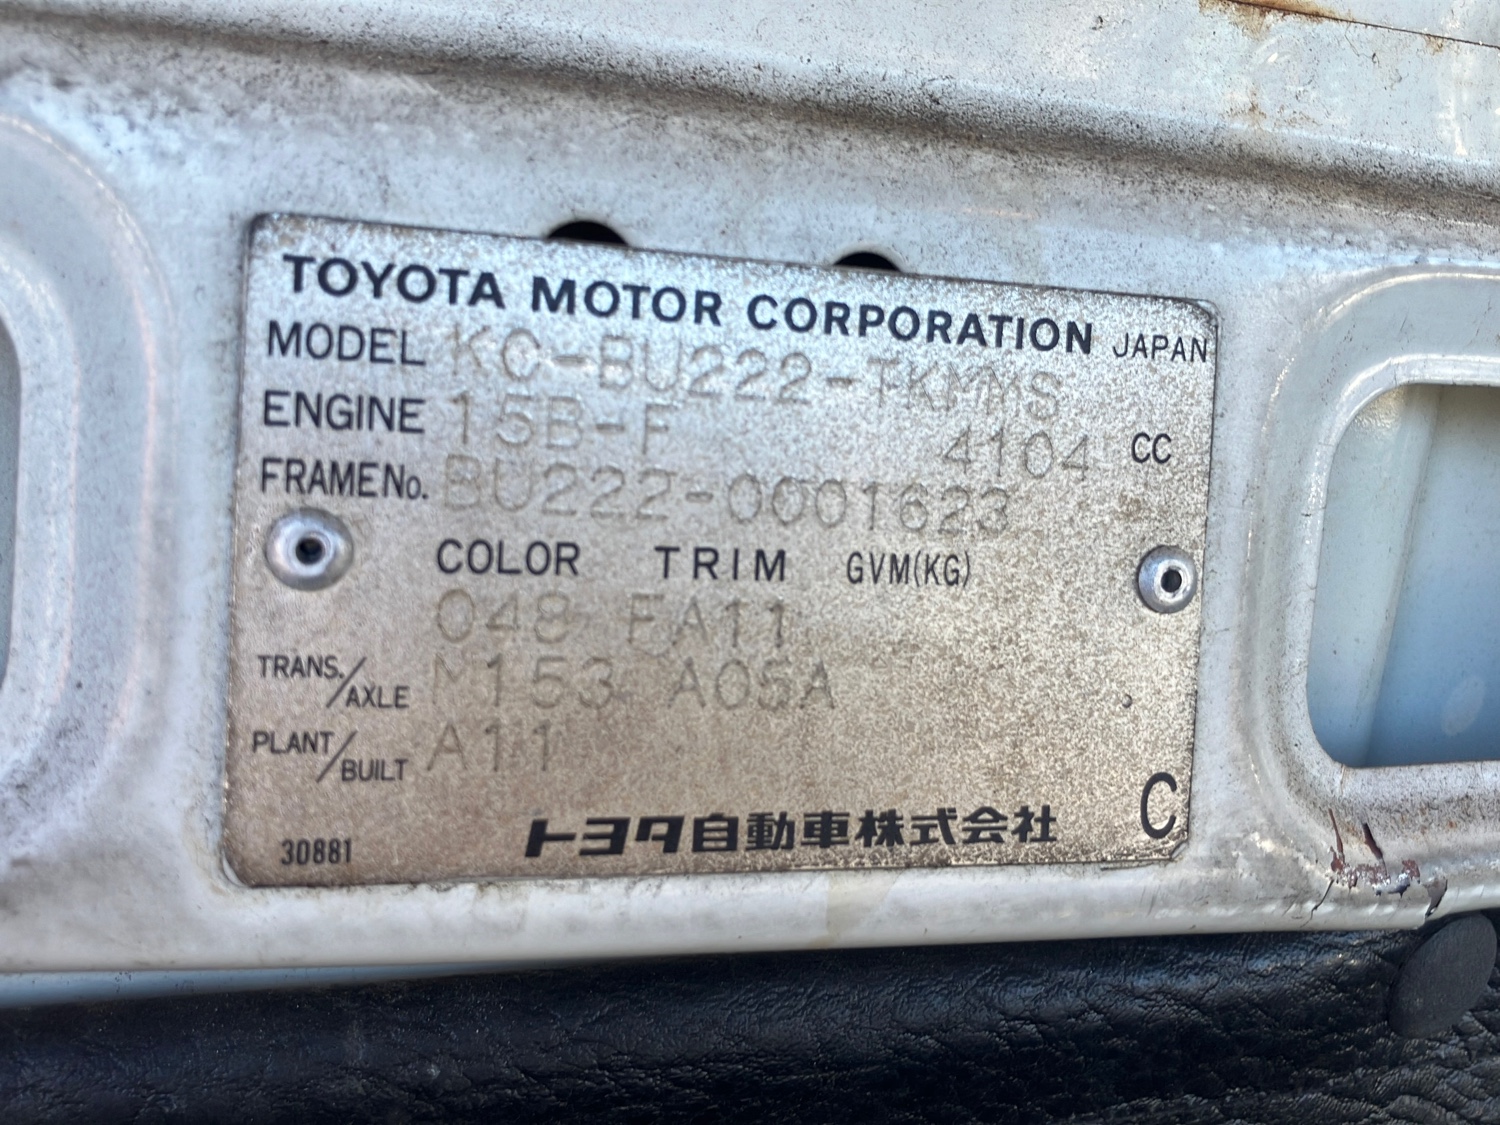 TOYOTA MOTOR CORPORATION JAPAN
MODEL KC-BU222-TKMMS
ENGINE 15B-F 4104 CC
FRAME No. BU222-0001623
COLOR TRIM GVM(KG)
048 FA11
TRANS./AXLE M153 A05A
PLANT/BUILT A11
トヨタ自動車株式会社 C
30881